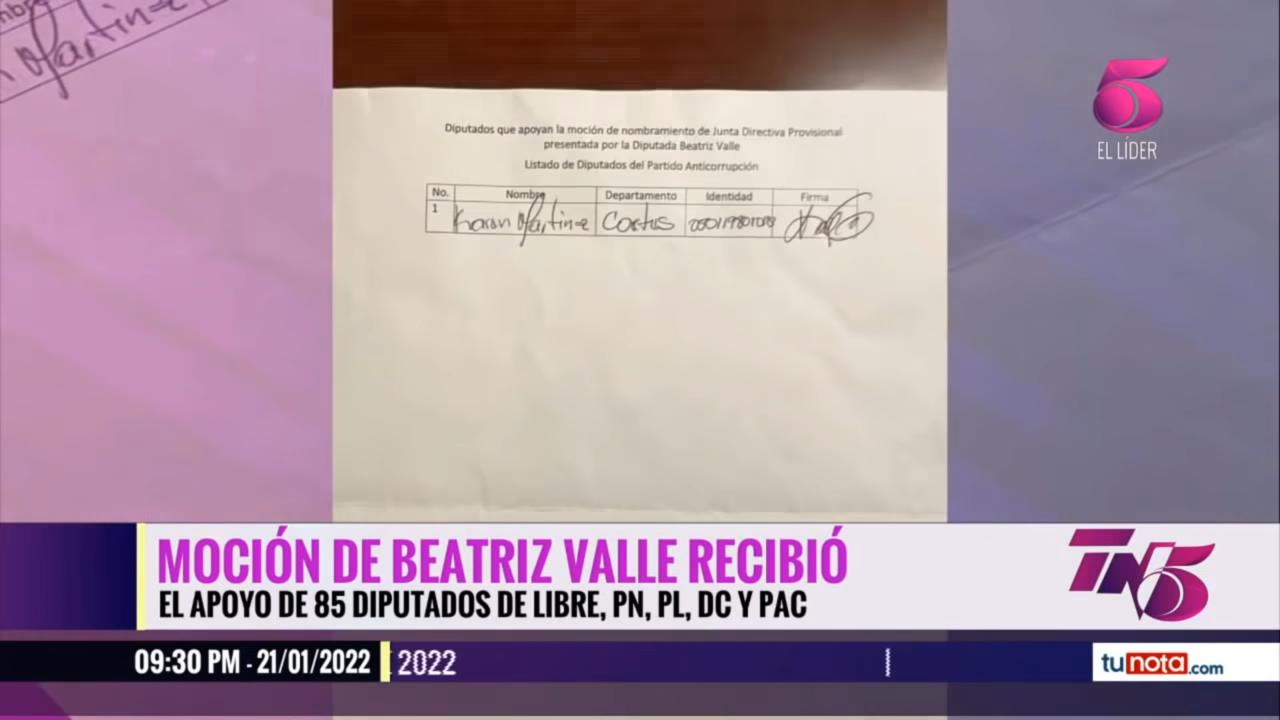 Martine
5
EL LÍDER
Diputados que apoyan la moción de nombramiento de Junta Directiva Provisional
presentada por la Diputada Beatriz Valle
Listado de Diputados del Partido Anticorrupción
No. Nombre Departamento Identidad Firma
1 Karen Martinez Cortes
MOCIÓN DE BEATRIZ VALLE RECIBIÓ
EL APOYO DE 85 DIPUTADOS DE LIBRE, PN, PL, DC Y PAC
TN5
09:30 PM - 21/01/2022 2022
tunota.com